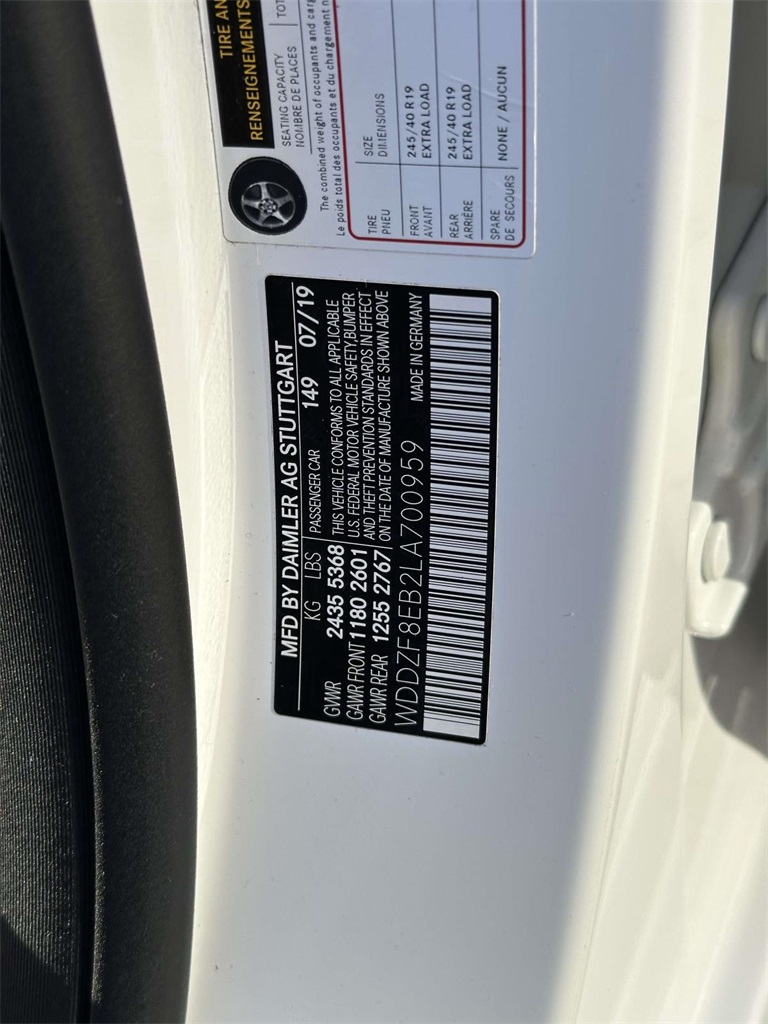 MFD BY DAIMLER AG STUTTGART
KG LBS PASSENGER CAR 149 07/19
GVWR 2435 5368 THIS VEHICLE CONFORMS TO ALL APPLICABLE
GAWR FRONT 1180 2601 U.S. FEDERAL MOTOR VEHICLE SAFETY,BUMPER
GAWR REAR 1255 2767 AND THEFT PREVENTION STANDARDS IN EFFECT
ON THE DATE OF MANUFACTURE SHOWN ABOVE
WDDZF8EB2LA700959 MADE IN GERMANY
TIRE
RENSEIGNEMENTS
SEATING CAPACITY
NOMBRE DE PLACES
The combined weight of occupants and
Le poids total des occupants et du chargement
TIRE SIZE
PNEU DIMENSIONS
FRONT 245/40 R19
AVANT EXTRA LOAD
REAR 245/40 R19
ARRIÈRE EXTRA LOAD
SPARE NONE / AUCUN
DE SECOURS